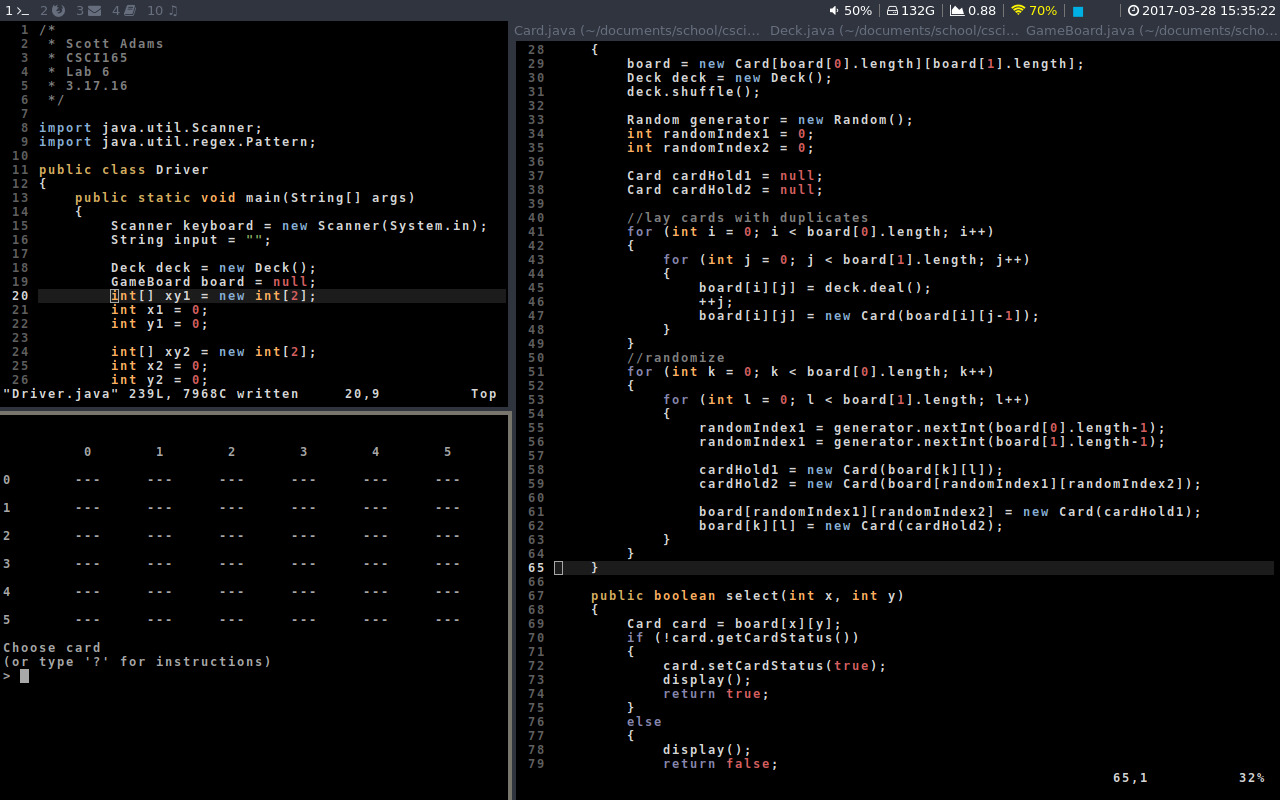 1 >_ 2 3 4 10 ♫ 50% 132G 0.88 70% 2017-03-28 15:35:22
1 /*
2  * Scott Adams
3  * CSCI165
4  * Lab 6
5  * 3.17.16
6  */
7
8 import java.util.Scanner;
9 import java.util.regex.Pattern;
10
11 public class Driver
12 {
13     public static void main(String[] args)
14     {
15         Scanner keyboard = new Scanner(System.in);
16         String input = "";
17
18         Deck deck = new Deck();
19         GameBoard board = null;
20         int[] xy1 = new int[2];
21         int x1 = 0;
22         int y1 = 0;
23
24         int[] xy2 = new int[2];
25         int x2 = 0;
26         int y2 = 0;
"Driver.java" 239L, 7968C written 20,9 Top
0 1 2 3 4 5
0 --- --- --- --- --- ---
1 --- --- --- --- --- ---
2 --- --- --- --- --- ---
3 --- --- --- --- --- ---
4 --- --- --- --- --- ---
5 --- --- --- --- --- ---
Choose card
(or type '?' for instructions)
>
Card.java (~/documents/school/csci... Deck.java (~/documents/school/csci... GameBoard.java (~/documents/scho...
28     {
29         board = new Card[board[0].length][board[1].length];
30         Deck deck = new Deck();
31         deck.shuffle();
32
33         Random generator = new Random();
34         int randomIndex1 = 0;
35         int randomIndex2 = 0;
36
37         Card cardHold1 = null;
38         Card cardHold2 = null;
39
40         //lay cards with duplicates
41         for (int i = 0; i < board[0].length; i++)
42         {
43             for (int j = 0; j < board[1].length; j++)
44             {
45                 board[i][j] = deck.deal();
46                 ++j;
47                 board[i][j] = new Card(board[i][j-1]);
48             }
49         }
50         //randomize
51         for (int k = 0; k < board[0].length; k++)
52         {
53             for (int l = 0; l < board[1].length; l++)
54             {
55                 randomIndex1 = generator.nextInt(board[0].length-1);
56                 randomIndex1 = generator.nextInt(board[1].length-1);
57
58                 cardHold1 = new Card(board[k][l]);
59                 cardHold2 = new Card(board[randomIndex1][randomIndex2]);
60
61                 board[randomIndex1][randomIndex2] = new Card(cardHold1);
62                 board[k][l] = new Card(cardHold2);
63             }
64         }
65     }
66
67     public boolean select(int x, int y)
68     {
69         Card card = board[x][y];
70         if (!card.getCardStatus())
71         {
72             card.setCardStatus(true);
73             display();
74             return true;
75         }
76         else
77         {
78             display();
79             return false;
65,1 32%